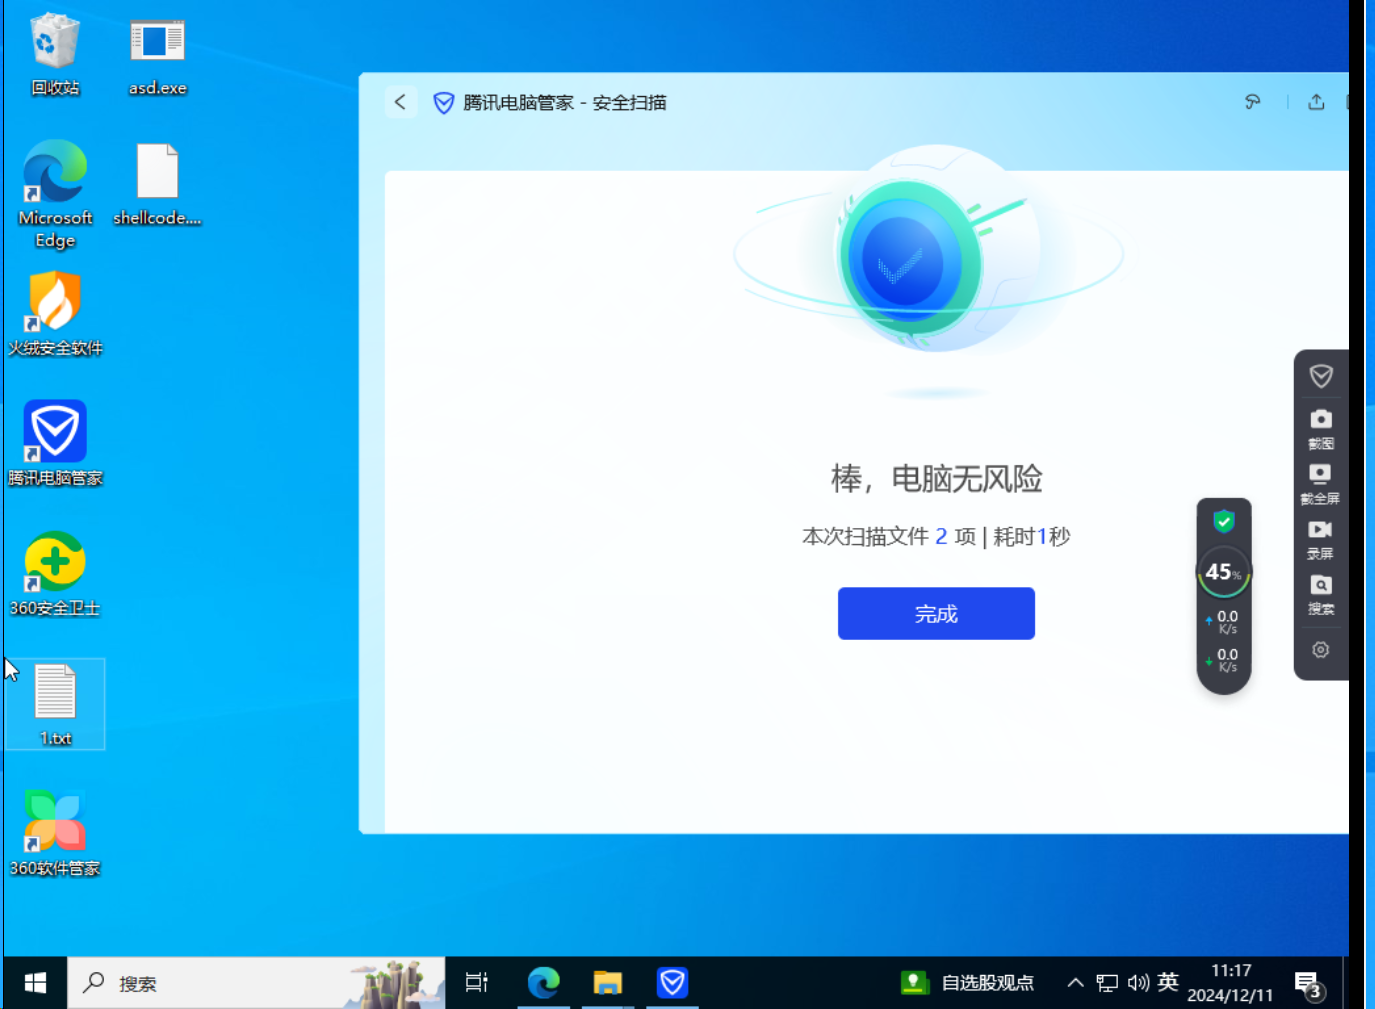 回收站
asd.exe
Microsoft
Edge
shellcode....
火绒安全软件
腾讯电脑管家
360安全卫士
1.txt
360软件管家
腾讯电脑管家 - 安全扫描
棒，电脑无风险
本次扫描文件 2 项 | 耗时1秒
完成
45%
0.0
K/s
0.0
K/s
截图
截全屏
录屏
搜索
搜索
自选股观点
英
11:17
2024/12/11
3